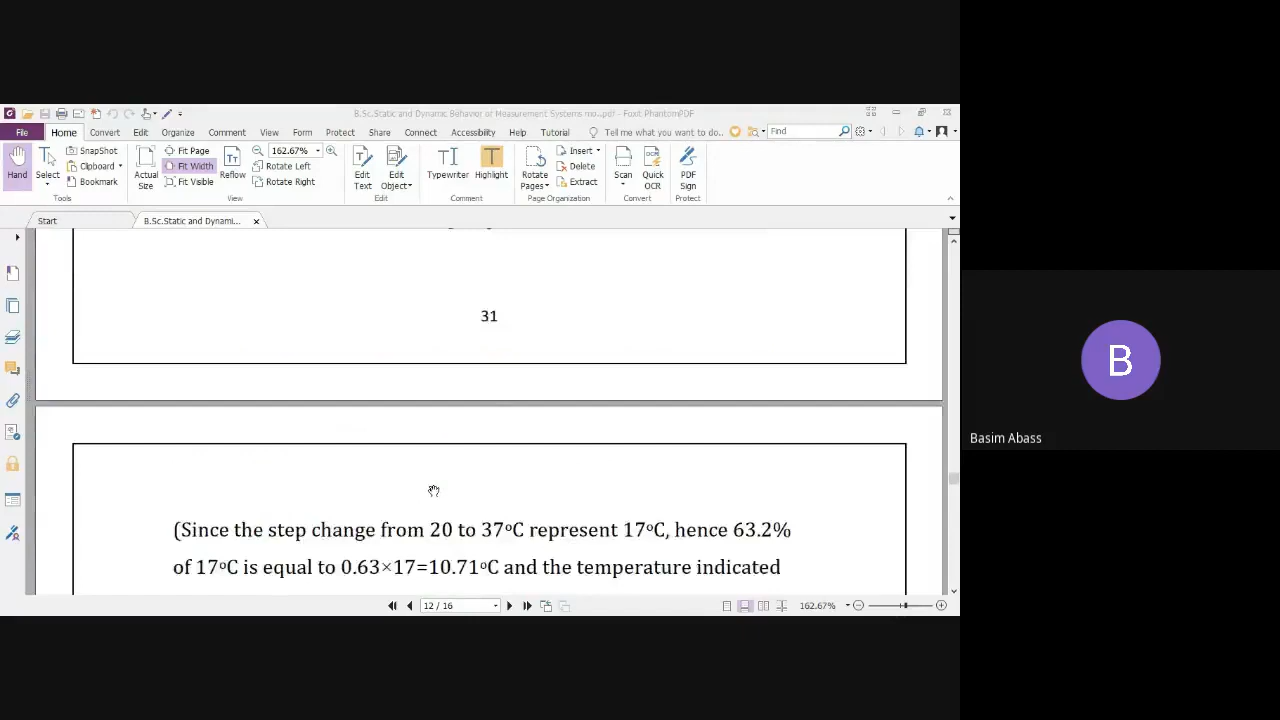 B.Sc.Static and Dynamic Behavior of Measurement Systems mo...pdf - Foxit PhantomPDF
File Home Convert Edit Organize Comment View Form Protect Share Connect Accessibility Help Tutorial Tell me what you want to do.. Find
Hand
Select
SnapShot
Clipboard
Bookmark
Tools
Actual Size
Fit Page
Fit Width
Fit Visible
Reflow
162.67%
Rotate Left
Rotate Right
View
Edit Text
Edit Object
Edit
Typewriter
Highlight
Comment
Rotate Pages
Insert
Delete
Extract
Page Organization
Scan
Quick OCR
Convert
PDF Sign
Protect
Start
B.Sc.Static and Dynami...
31
(Since the step change from 20 to 37ºC represent 17ºC, hence 63.2%
of 17ºC is equal to 0.63×17=10.71ºC and the temperature indicated
12 / 16
162.67%
B
Basim Abass